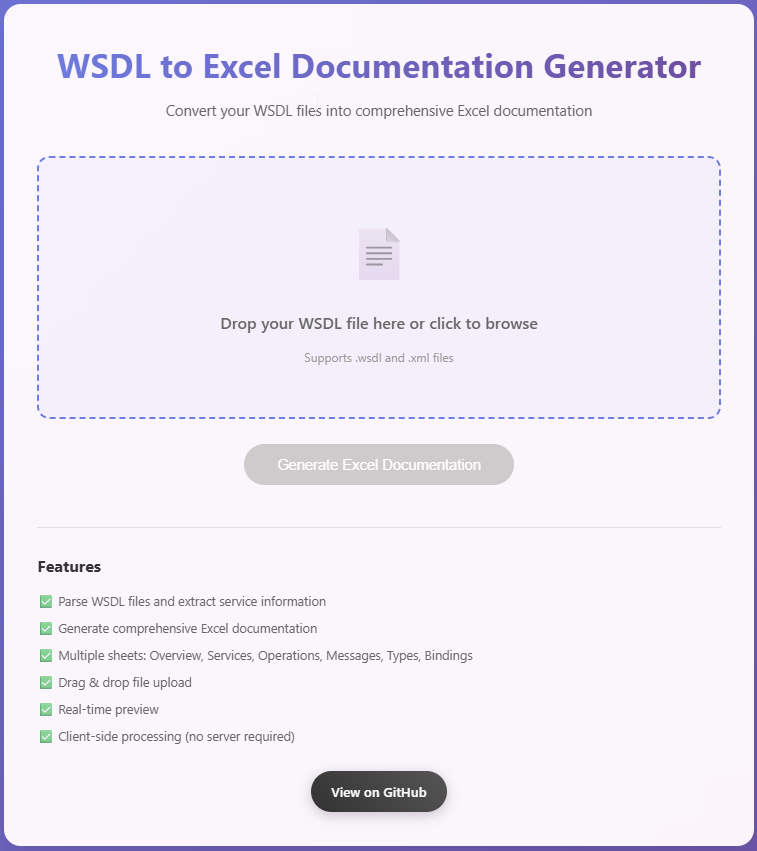 WSDL to Excel Documentation Generator
Convert your WSDL files into comprehensive Excel documentation
Drop your WSDL file here or click to browse
Supports .wsdl and .xml files
Generate Excel Documentation
Features
Parse WSDL files and extract service information
Generate comprehensive Excel documentation
Multiple sheets: Overview, Services, Operations, Messages, Types, Bindings
Drag & drop file upload
Real-time preview
Client-side processing (no server required)
View on GitHub